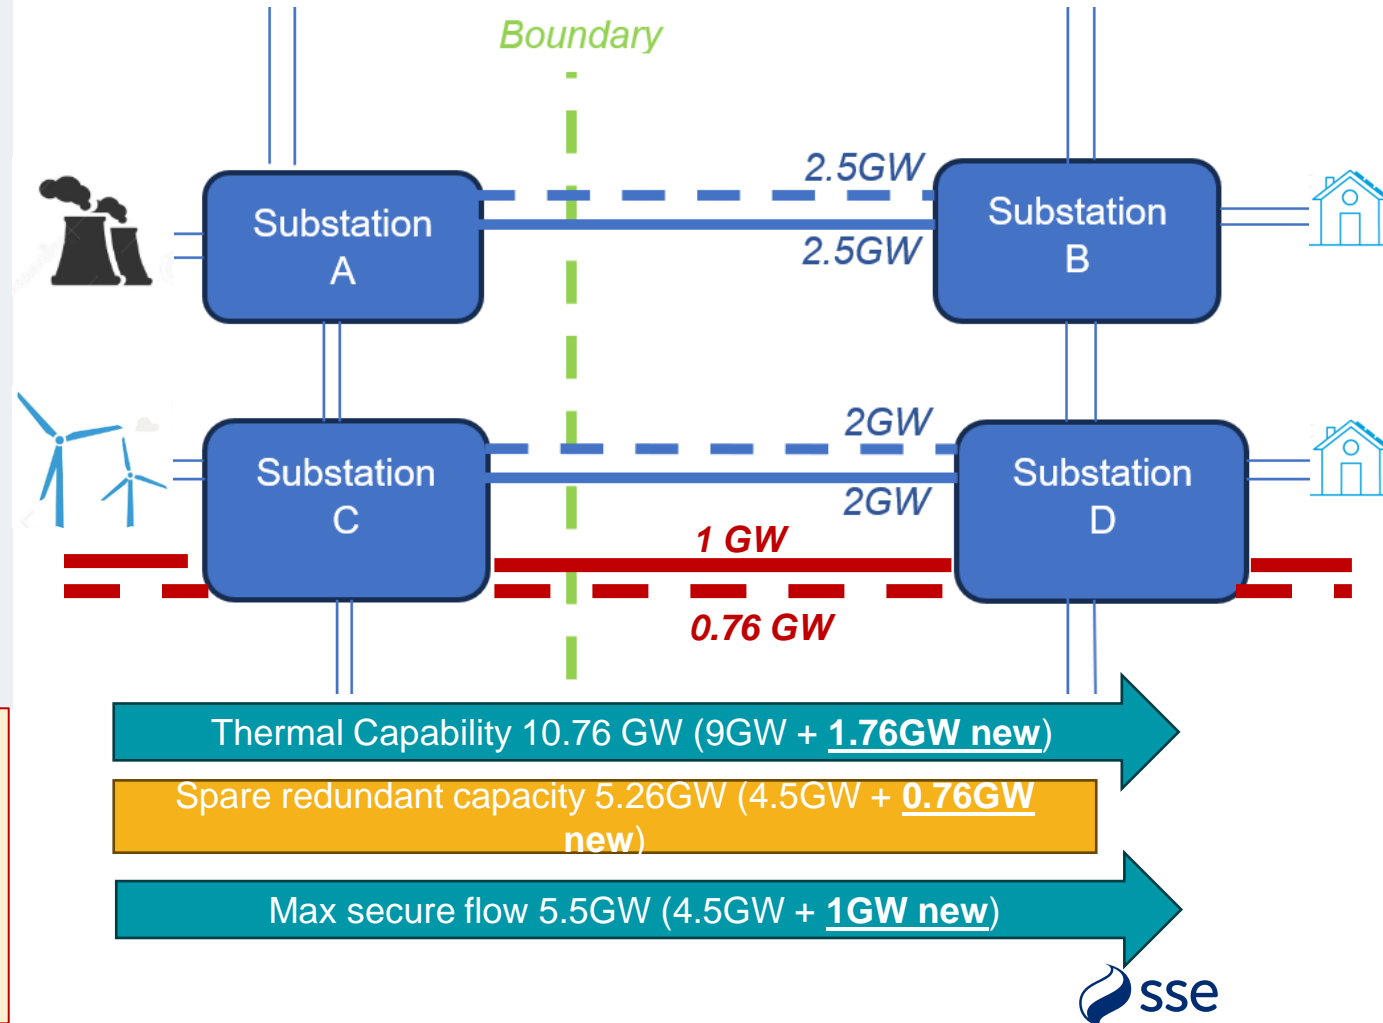 Boundary
2.5GW
Substation
A
2.5GW
Substation
B
2GW
Substation
C
2GW
Substation
D
1 GW
0.76 GW
Thermal Capability 10.76 GW (9GW + 1.76GW new)
Spare redundant capacity 5.26GW (4.5GW + 0.76GW
new)
Max secure flow 5.5GW (4.5GW + 1GW new)
sse